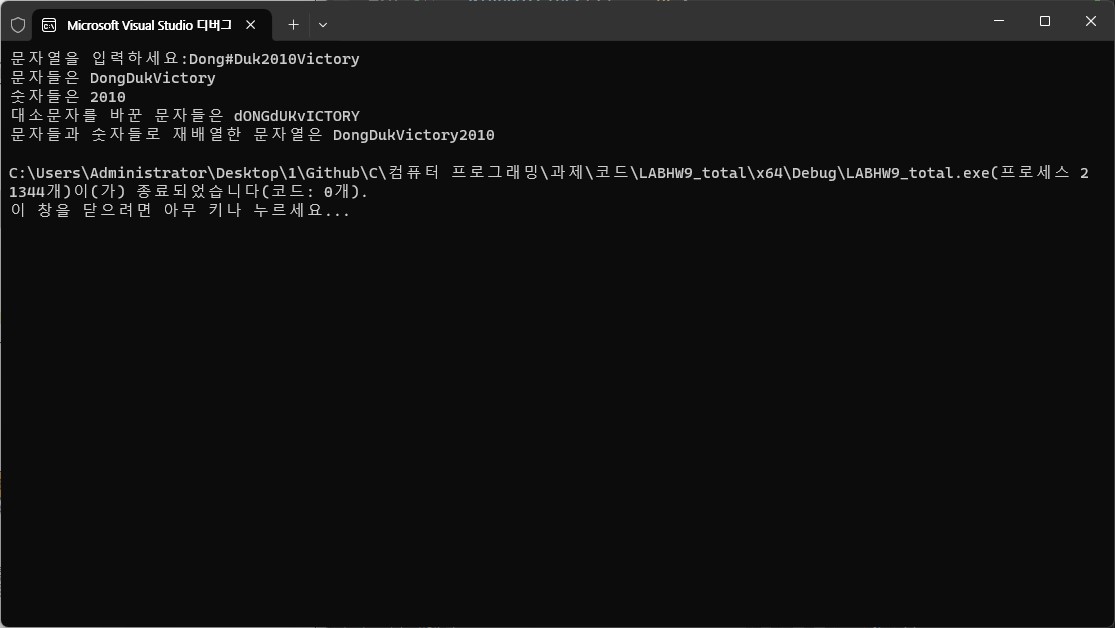 Microsoft Visual Studio 디버그
문자열을 입력하세요:Dong#Duk2010Victory
문자들은 DongDukVictory
숫자들은 2010
대소문자를 바꾼 문자들은 dONGdUKvICTORY
문자들과 숫자들로 재배열한 문자열은 DongDukVictory2010
C:\Users\Administrator\Desktop\1\Github\C\컴퓨터 프로그래밍\과제\코드\LABHW9_total\x64\Debug\LABHW9_total.exe(프로세스 2
1344개)이(가) 종료되었습니다(코드: 0개).
이 창을 닫으려면 아무 키나 누르세요...